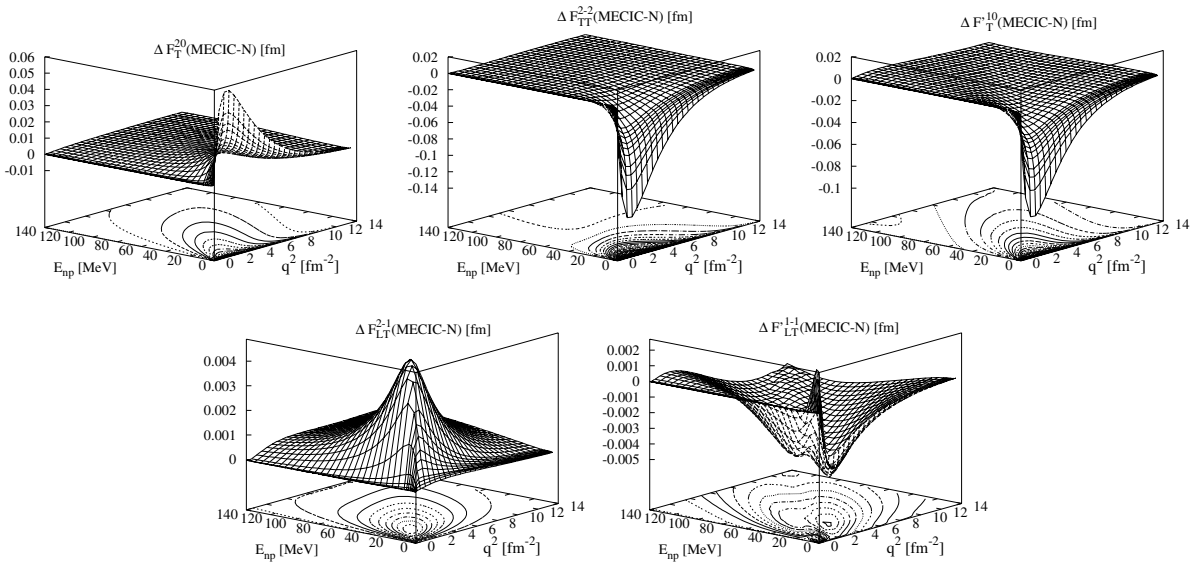 Δ F_T^20(MECIC-N) [fm]
0.06
0.05
0.04
0.03
0.02
0.01
0
-0.01
140 120 100 80 60 40 20 0
E_np [MeV]
0 2 4 6 8 10 12 14
q^2 [fm^-2]
Δ F_TT^2-2(MECIC-N) [fm]
0.02
0
-0.02
-0.04
-0.06
-0.08
-0.1
-0.12
-0.14
140 120 100 80 60 40 20 0
E_np [MeV]
0 2 4 6 8 10 12 14
q^2 [fm^-2]
Δ F'_T^10(MECIC-N) [fm]
0.02
0
-0.02
-0.04
-0.06
-0.08
-0.1
140 120 100 80 60 40 20 0
E_np [MeV]
0 2 4 6 8 10 12 14
q^2 [fm^-2]
Δ F_LT^2-1(MECIC-N) [fm]
0.004
0.003
0.002
0.001
0
140 120 100 80 60 40 20 0
E_np [MeV]
0 2 4 6 8 10 12 14
q^2 [fm^-2]
Δ F'_LT^1-1(MECIC-N) [fm]
0.002
0.001
0
-0.001
-0.002
-0.003
-0.004
-0.005
140 120 100 80 60 40 20 0
E_np [MeV]
0 2 4 6 8 10 12 14
q^2 [fm^-2]